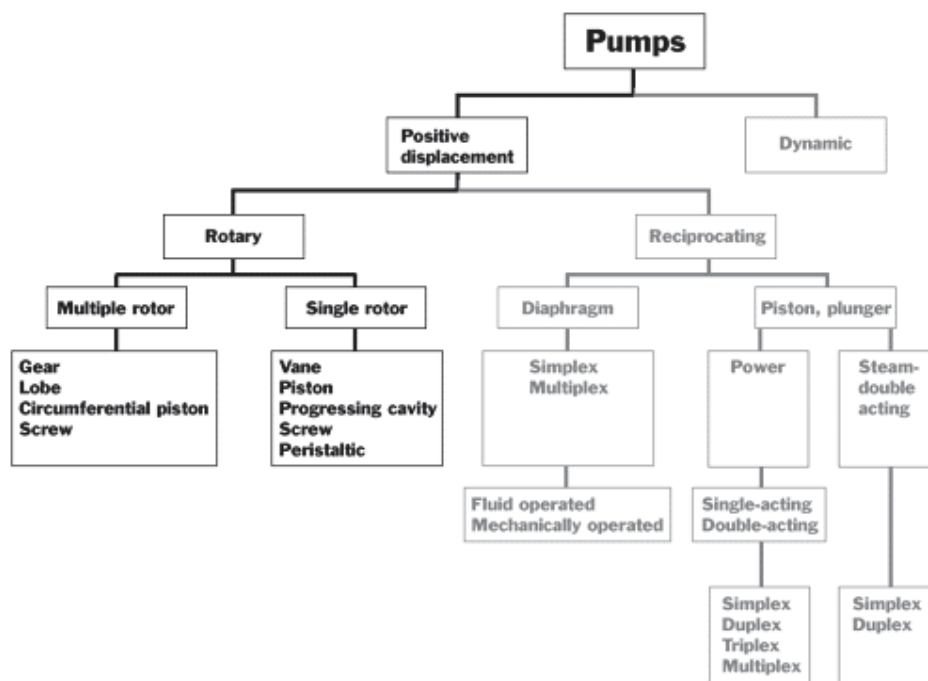 Pumps
Positive
displacement
Dynamic
Rotary
Reciprocating
Multiple rotor
Single rotor
Diaphragm
Piston, plunger
Gear
Lobe
Circumferential piston
Screw
Vane
Piston
Progressing cavity
Screw
Peristaltic
Simplex
Multiplex
Power
Steam-
double
acting
Fluid operated
Mechanically operated
Single-acting
Double-acting
Simplex
Duplex
Triplex
Multiplex
Simplex
Duplex